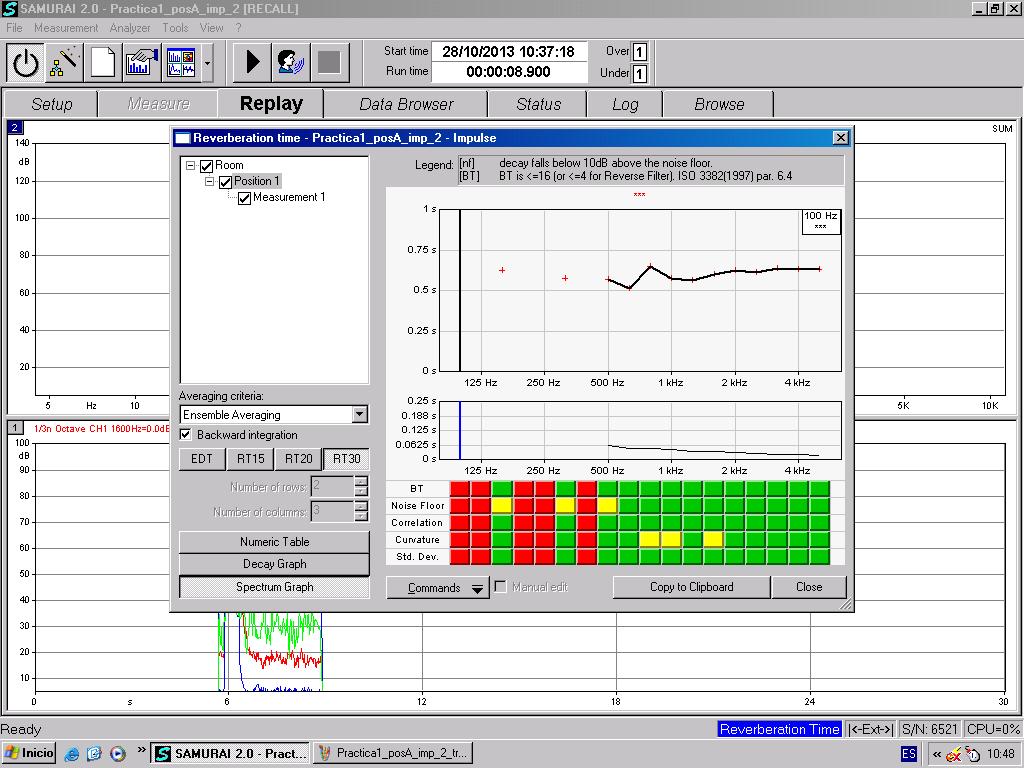 SAMURAI 2.0 - Practica1_posA_imp_2 [RECALL]
File Measurement Analyzer Tools View ?
Start time 28/10/2013 10:37:18 Over 1
Run time 00:00:08.900 Under 1
Setup Measure Replay Data Browser Status Log Browse
2
SUM
140
dB
120
100
80
60
40
20
5 Hz 10 5K 10K
Reverberation time - Practica1_posA_imp_2 - Impulse
Room
Position 1
Measurement 1
Averaging criteria:
Ensemble Averaging
Backward integration
EDT RT15 RT20 RT30
Number of rows: 2
Number of columns: 3
Numeric Table
Decay Graph
Spectrum Graph
Legend: [nf] decay falls below 10dB above the noise floor.
[BT] BT is <=16 (or <=4 for Reverse Filter). ISO 3382(1997) par. 6.4
***
1 s
0.75 s
0.5 s
0.25 s
0 s
100 Hz
***
125 Hz 250 Hz 500 Hz 1 kHz 2 kHz 4 kHz
0.25 s
0.188 s
0.125 s
0.0625 s
0 s
125 Hz 250 Hz 500 Hz 1 kHz 2 kHz 4 kHz
BT
Noise Floor
Correlation
Curvature
Std. Dev.
Commands Manual edit Copy to Clipboard Close
1 1/3n Octave CH1 1600Hz=0.0dB
100
dB
90
80
70
60
50
40
30
20
10
0 s 6 12 18 24 30
Ready Reverberation Time |<-Ext->| S/N: 6521 CPU=0%
Inicio » SAMURAI 2.0 - Pract... Practica1_posA_imp_2_tr... ES « 10:48